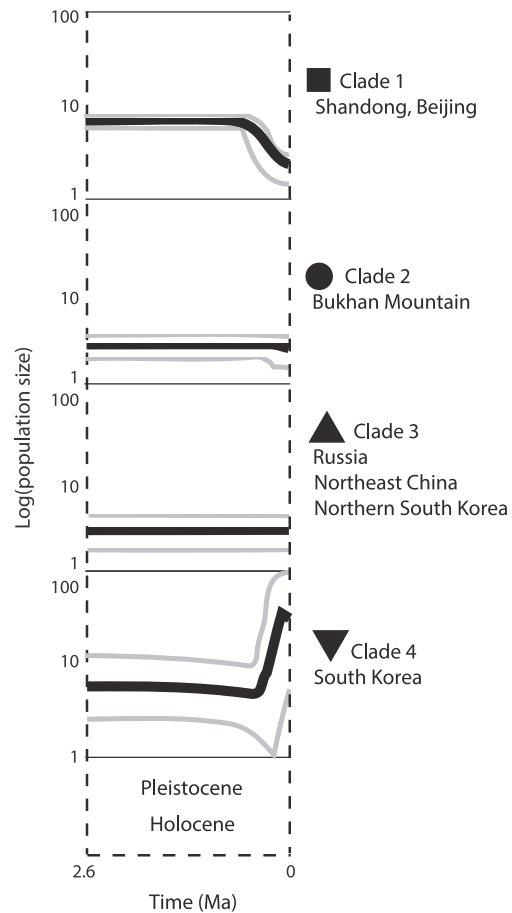 100
10
1
Clade 1
Shandong, Beijing
100
10
1
Clade 2
Bukhan Mountain
Log(population size)
100
10
1
Clade 3
Russia
Northeast China
Northern South Korea
100
10
1
Clade 4
South Korea
Pleistocene
Holocene
2.6 0
Time (Ma)